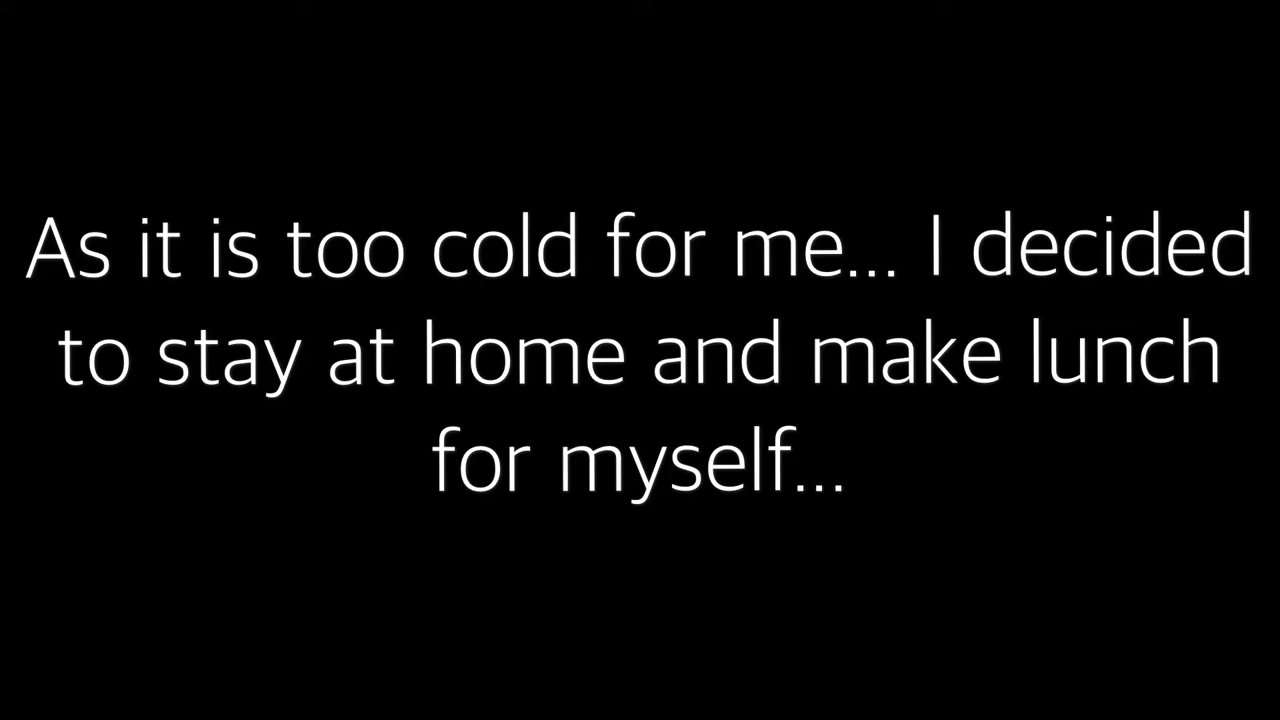 As it is too cold for me... I decided
to stay at home and make lunch
for myself...